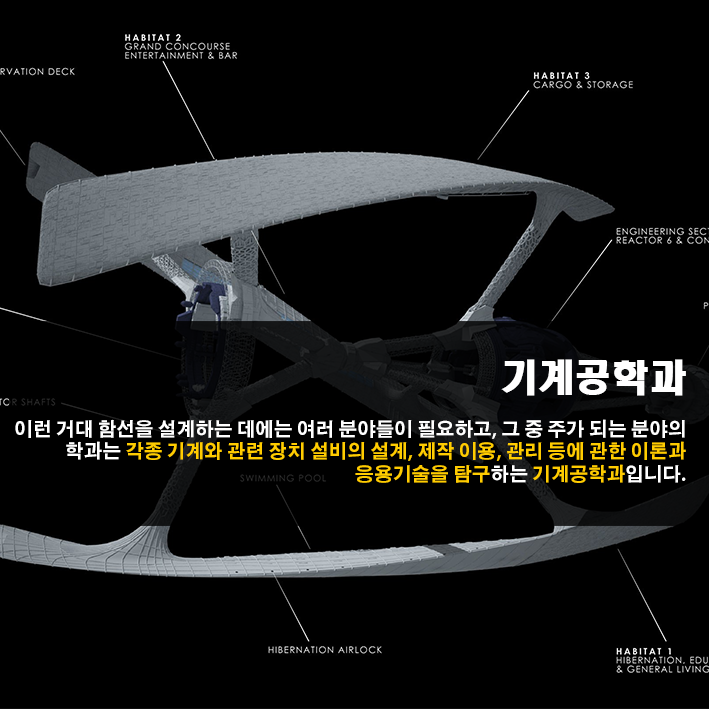 HABITAT 2
GRAND CONCOURSE
ENTERTAINMENT & BAR
RVATION DECK
HABITAT 3
CARGO & STORAGE
ENGINEERING SECT
REACTOR 6 & CON
P
기계공학과
TOR SHAFTS
이런 거대 함선을 설계하는 데에는 여러 분야들이 필요하고, 그 중 주가 되는 분야의
학과는 각종 기계와 관련 장치 설비의 설계, 제작 이용, 관리 등에 관한 이론과
응용기술을 탐구하는 기계공학과입니다.
SWIMMING POOL
HIBERNATION AIRLOCK
HABITAT 1
HIBERNATION, EDU
& GENERAL LIVING